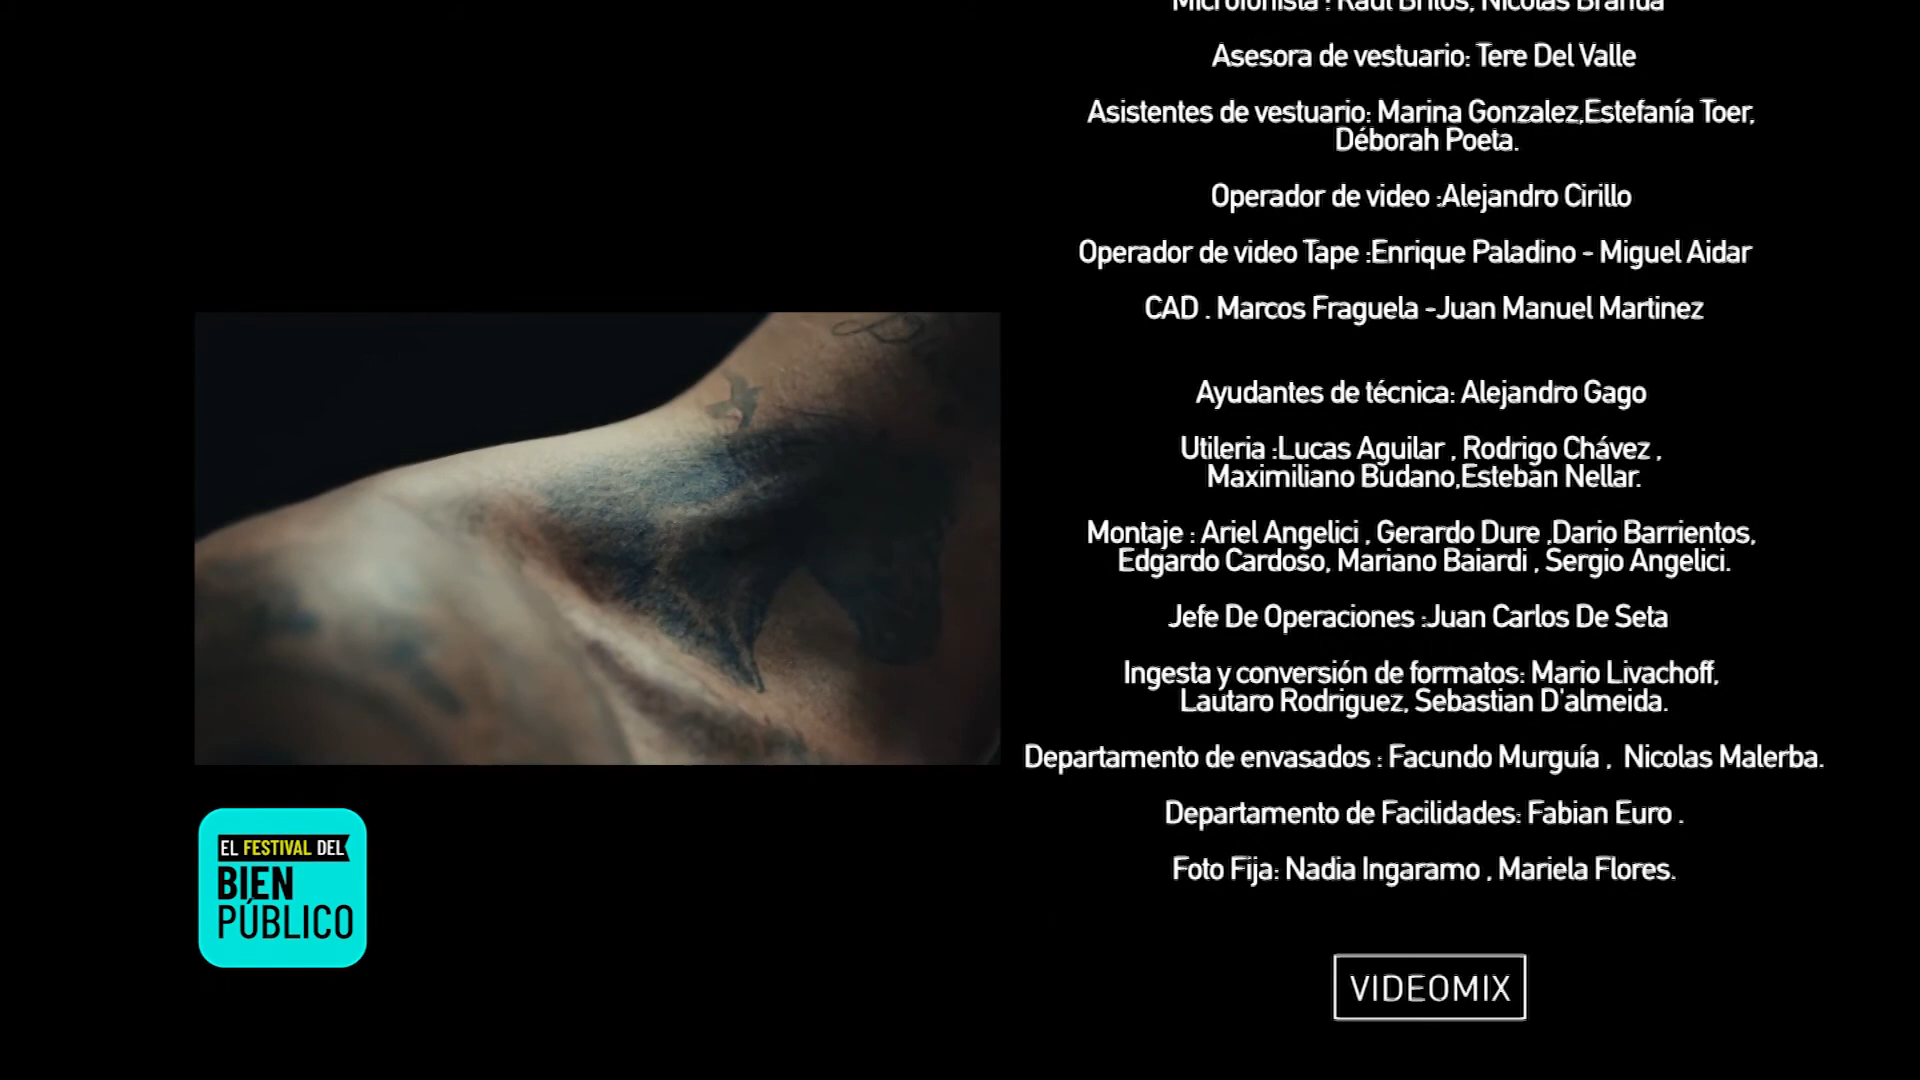 Microfonista : Raúl Britos, Nicolás Branda
Asesora de vestuario: Tere Del Valle
Asistentes de vestuario: Marina Gonzalez,Estefanía Toer,
Déborah Poeta.
Operador de video :Alejandro Cirillo
Operador de video Tape :Enrique Paladino - Miguel Aidar
CAD . Marcos Fraguela -Juan Manuel Martinez
Ayudantes de técnica: Alejandro Gago
Utileria :Lucas Aguilar , Rodrigo Chávez ,
Maximiliano Budano,Esteban Nellar.
Montaje : Ariel Angelici , Gerardo Dure ,Dario Barrientos,
Edgardo Cardoso, Mariano Baiardi , Sergio Angelici.
Jefe De Operaciones :Juan Carlos De Seta
Ingesta y conversión de formatos: Mario Livachoff,
Lautaro Rodriguez, Sebastian D'almeida.
Departamento de envasados : Facundo Murguía , Nicolas Malerba.
Departamento de Facilidades: Fabian Euro .
Foto Fija: Nadia Ingaramo , Mariela Flores.
VIDEOMIX
EL FESTIVAL DEL
BIEN
PÚBLICO